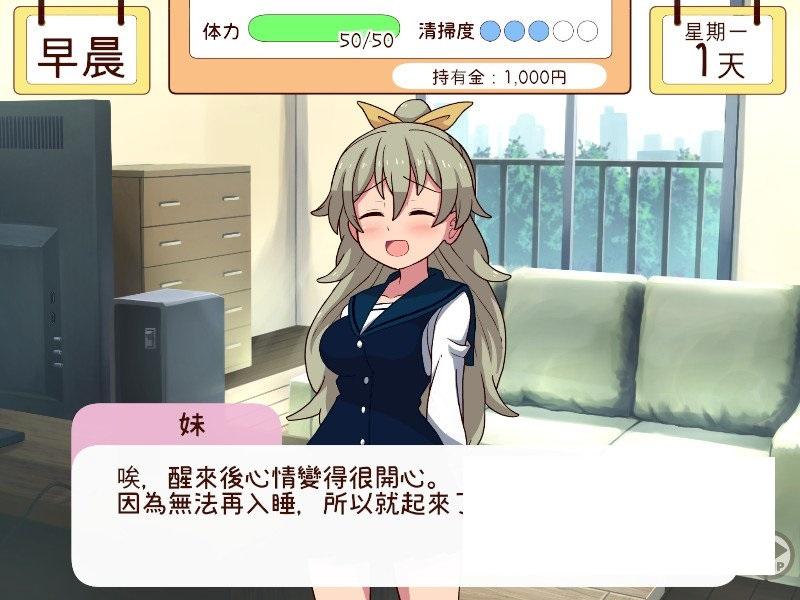 早晨
体力
50/50
清掃度
持有金：1,000円
星期一
1天
妹
唉，醒來後心情變得很開心。
因為無法再入睡，所以就起來